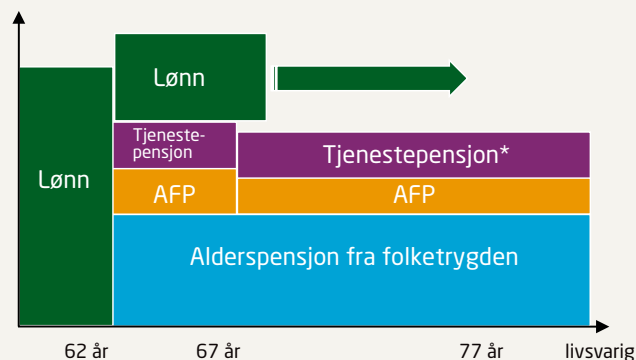 Lønn
Lønn
Tjeneste-
pensjon
Tjenestepensjon*
AFP
AFP
Alderspensjon fra folketrygden
62 år
67 år
77 år
livsvarig